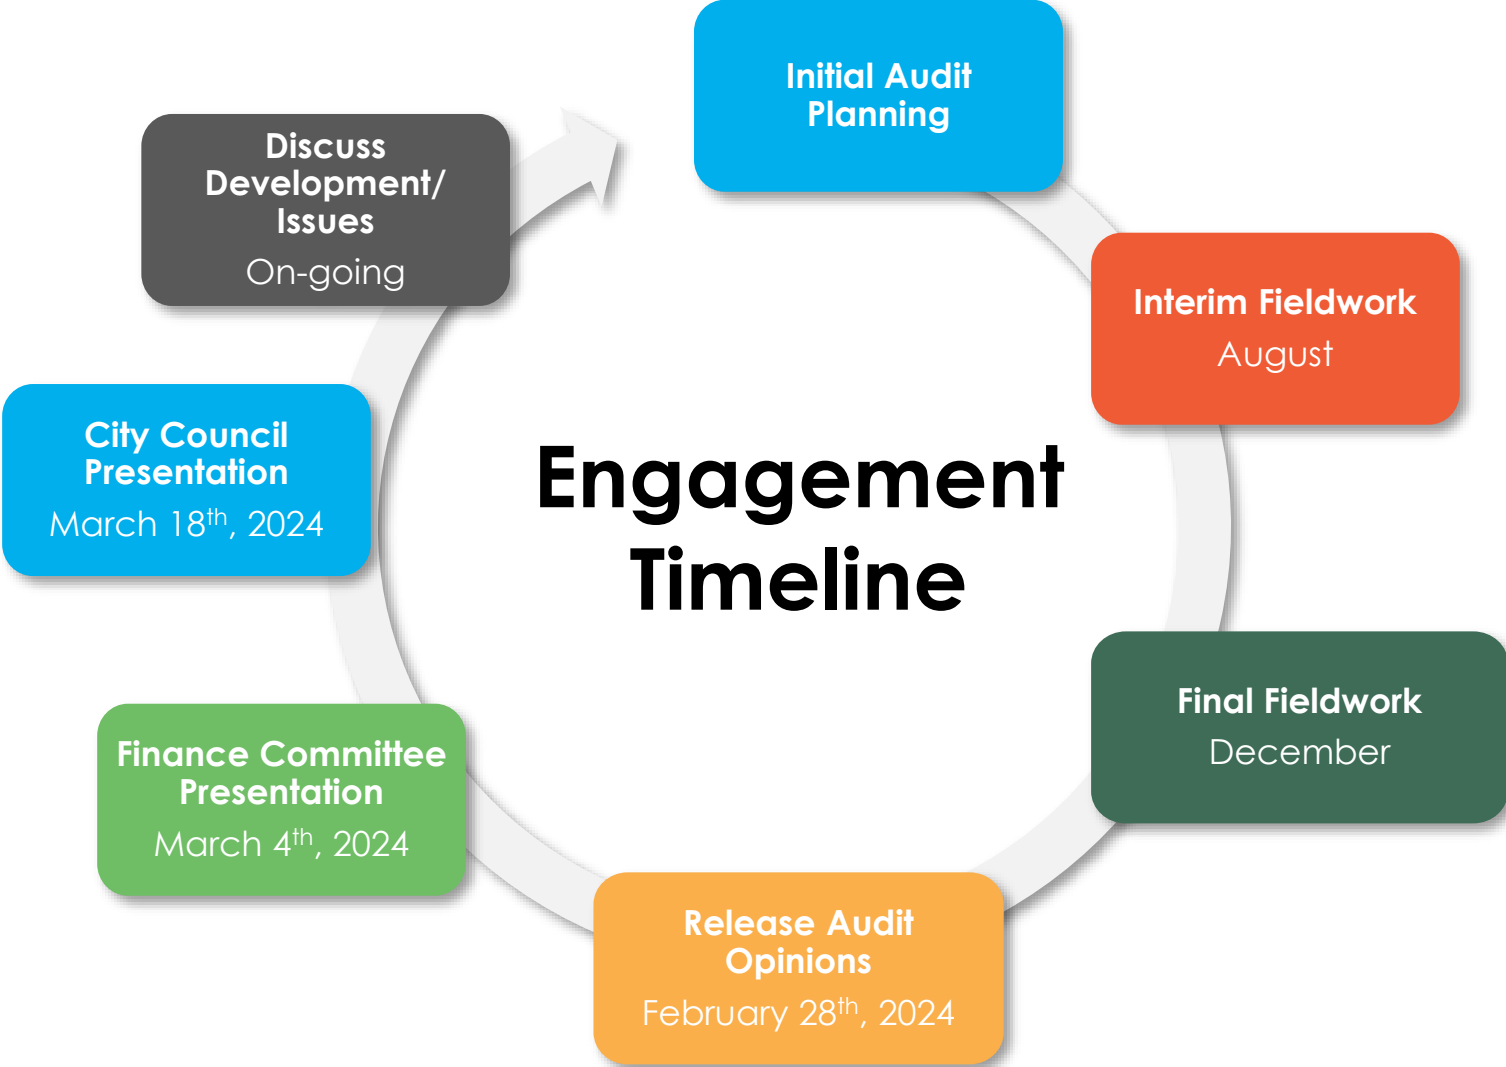 Initial Audit
Planning
Interim Fieldwork
August
Final Fieldwork
December
Release Audit
Opinions
February 28th, 2024
Finance Committee
Presentation
March 4th, 2024
City Council
Presentation
March 18th, 2024
Discuss
Development/
Issues
On-going
Engagement
Timeline